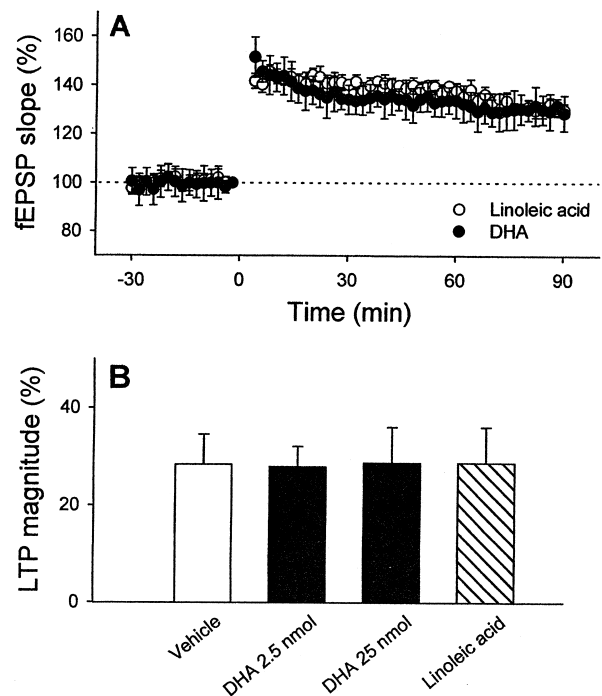 A
fEPSP slope (%)
160
140
120
100
80
Linoleic acid
DHA
-30
0
30
60
90
Time (min)
B
LTP magnitude (%)
40
20
0
Vehicle
DHA 2.5 nmol
DHA 25 nmol
Linoleic acid